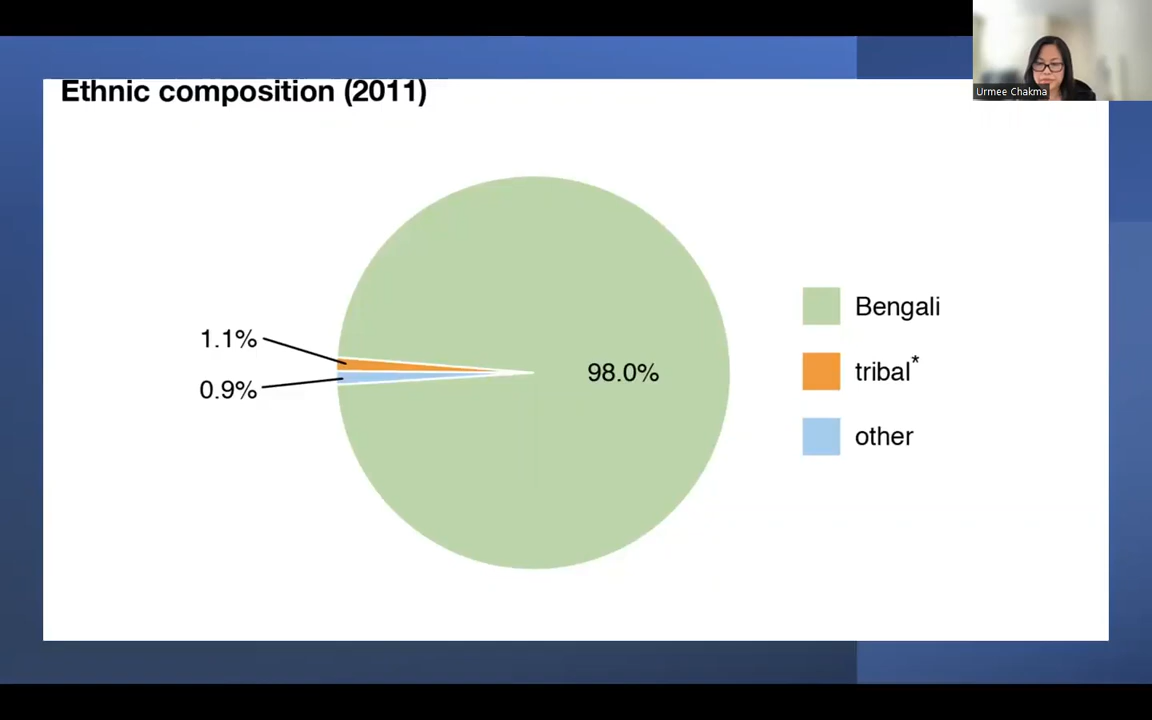 Urmee Chakma
Ethnic composition (2011)
1.1%
0.9%
98.0%
Bengali
tribal*
other